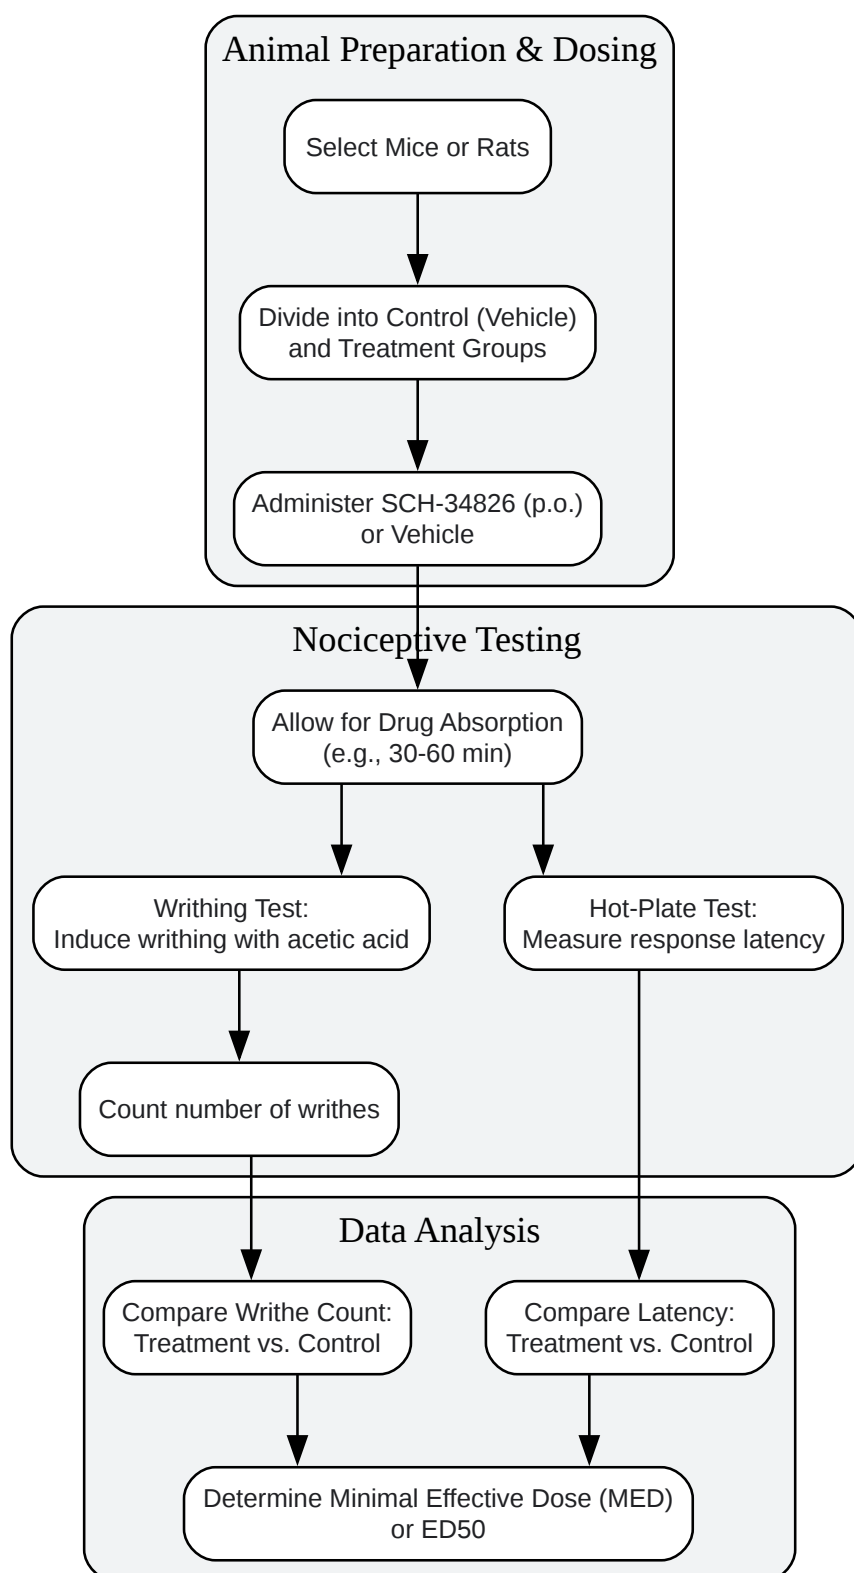 Animal Preparation & Dosing
Select Mice or Rats
Divide into Control (Vehicle)
and Treatment Groups
Administer SCH-34826 (p.o.)
or Vehicle
Nociceptive Testing
Allow for Drug Absorption
(e.g., 30-60 min)
Writhing Test:
Induce writhing with acetic acid
Hot-Plate Test:
Measure response latency
Count number of writhes
Data Analysis
Compare Writhe Count:
Treatment vs. Control
Compare Latency:
Treatment vs. Control
Determine Minimal Effective Dose (MED)
or ED50